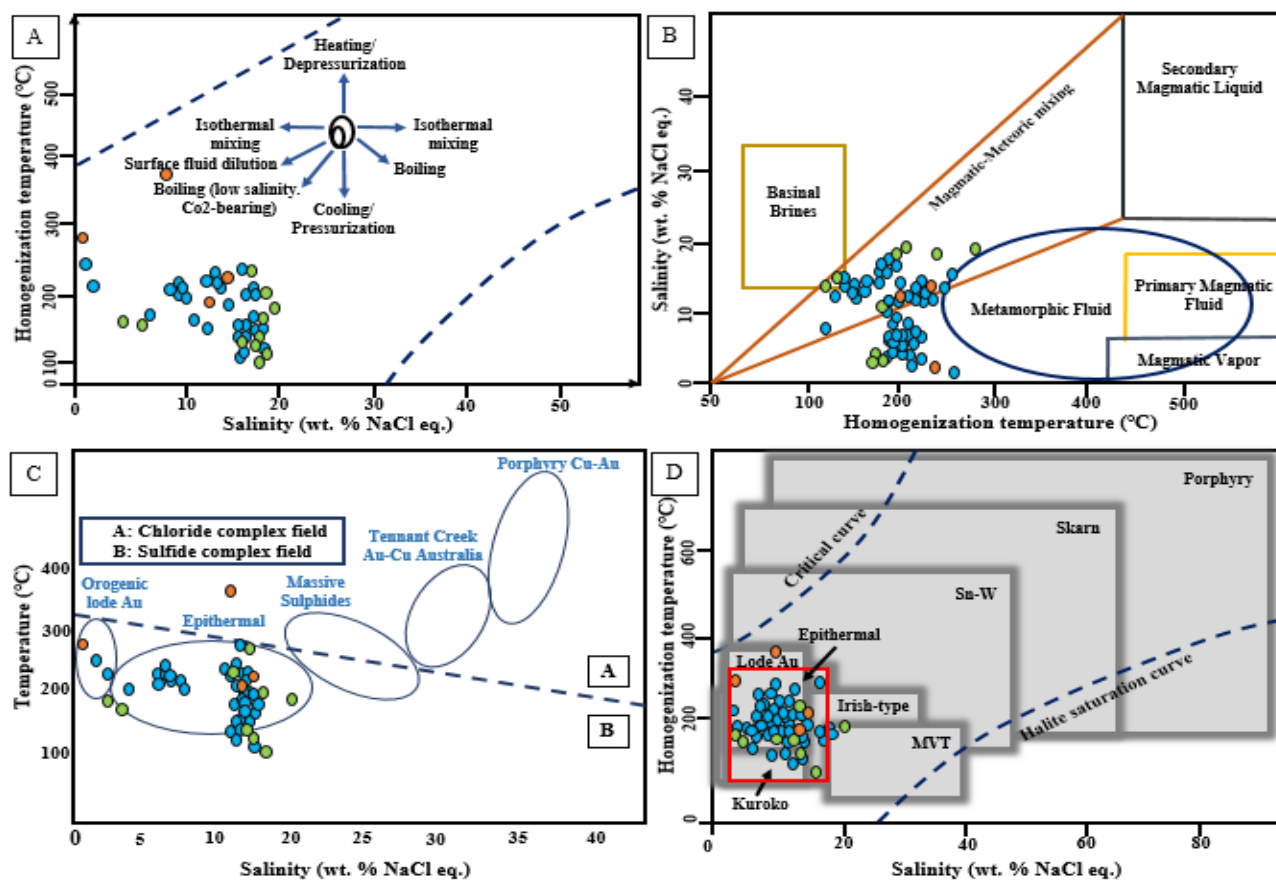 A
Homogenization temperature (℃)
500
400
300
200
100
0
Heating/
Depressurization
Isothermal
mixing
Isothermal
mixing
Surface fluid dilution
Boiling
Boiling (low salinity.
Co2-bearing)
Cooling/
Pressurization
0
10
20
30
40
50
Salinity (wt. % NaCl eq.)
B
Salinity (wt. % NaCl eq.)
40
30
20
10
0
Secondary
Magmatic Liquid
Magmatic-Meteoric mixing
Basinal
Brines
Metamorphic Fluid
Primary Magmatic
Fluid
Magmatic Vapor
50
100
200
300
400
500
Homogenization temperature (℃)
C
Temperature (℃)
400
300
200
100
Porphyry Cu-Au
A: Chloride complex field
B: Sulfide complex field
Tennant Creek
Au-Cu Australia
Orogenic
lode Au
Massive
Sulphides
Epithermal
A
B
0
5
10
20
25
30
35
40
Salinity (wt. % NaCl eq.)
D
Homogenization temperature (℃)
600
400
200
0
Porphyry
Critical curve
Skarn
Sn-W
Epithermal
Lode Au
Irish-type
Halite saturation curve
MVT
Kuroko
0
20
40
60
80
Salinity (wt. % NaCl eq.)